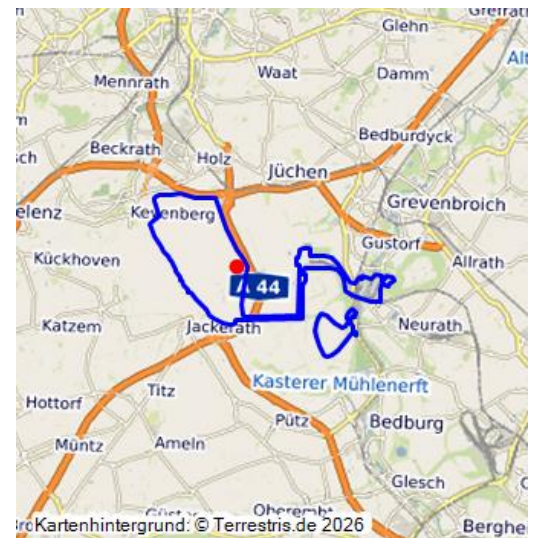 Glehn
Waat
Damm
Mennrath
Bedburdyck
Beckrath
Holz
Jüchen
Keyenberg
Grevenbroich
Gustorf
Kückhoven
Allrath
A 44
Katzem
Jackerath
Neurath
Kasterer Mühlenerft
Titz
Hottorf
Pütz
Bedburg
Müntz
Ameln
Glesch
Kartenhintergrund: © Terrestris.de 2026